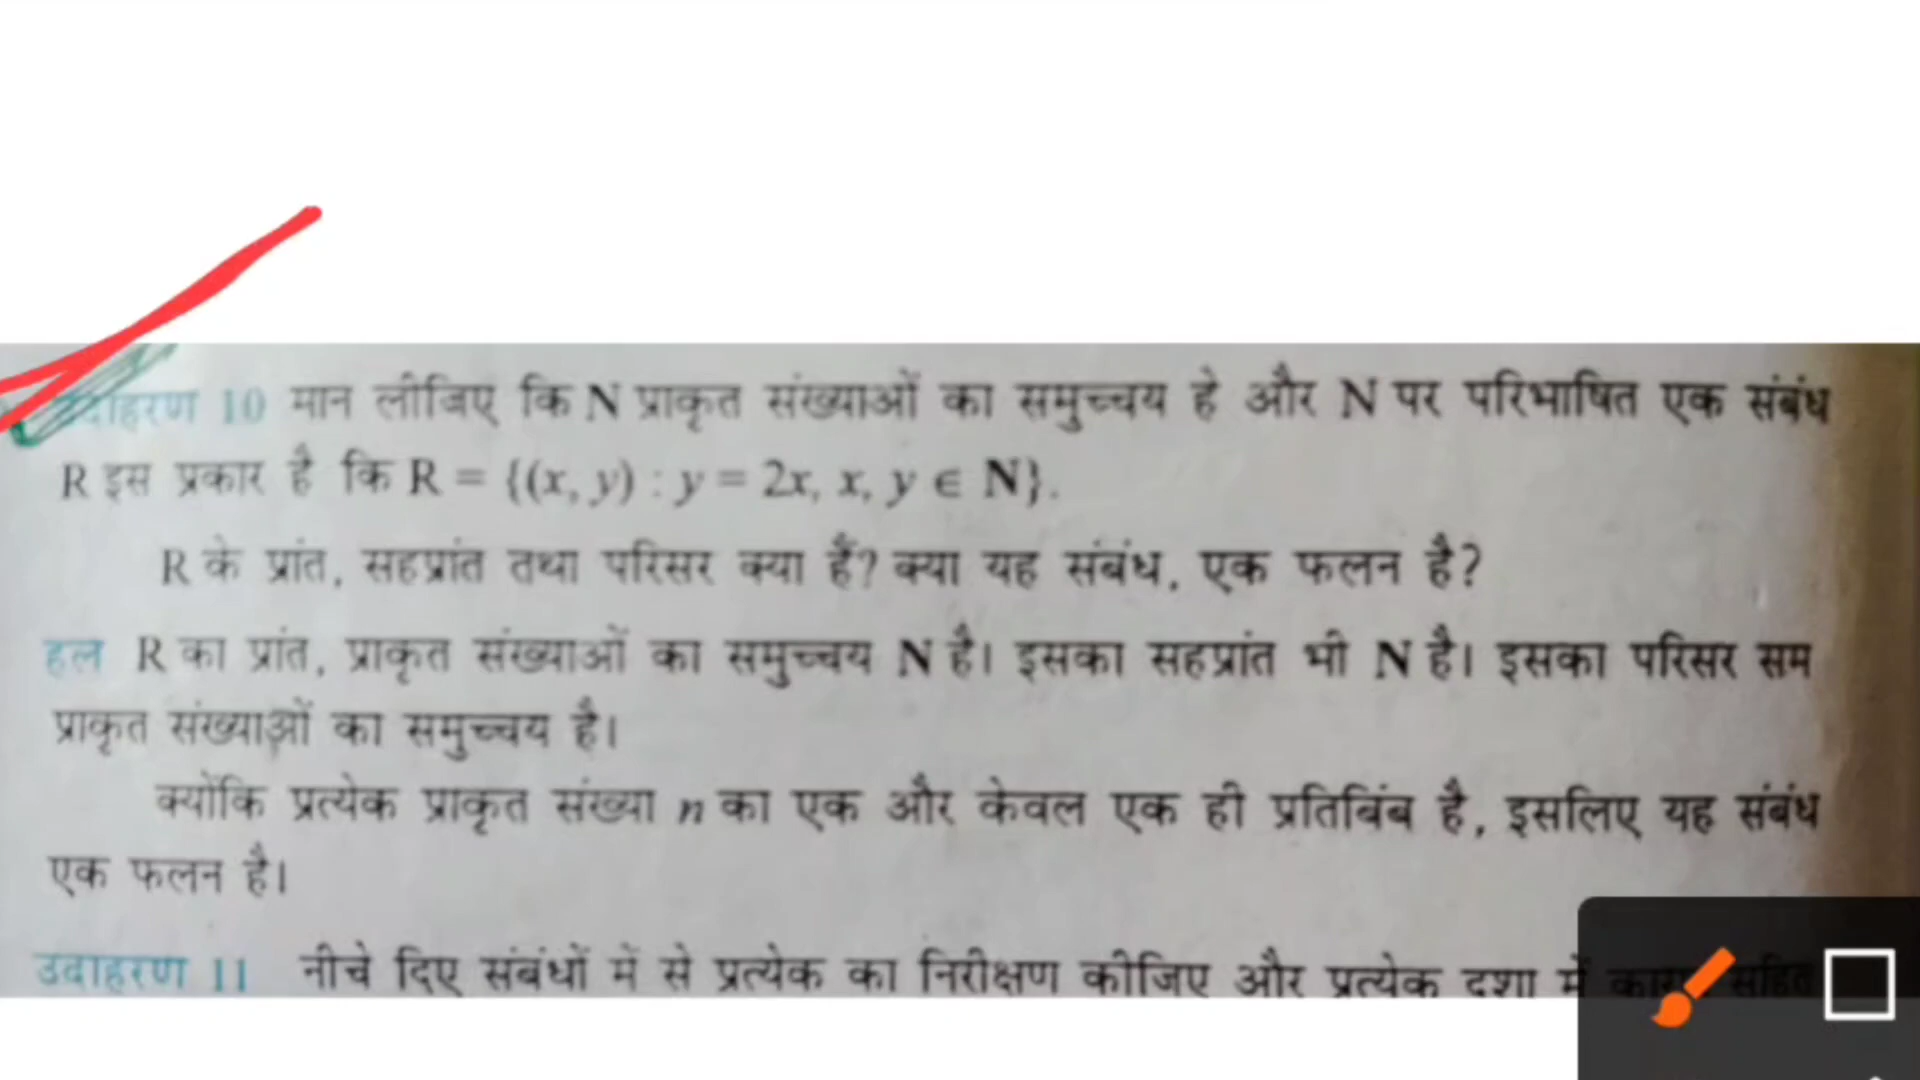 उदाहरण 10 मान लीजिए कि N प्राकृत संख्याओं का समुच्चय है और N पर परिभाषित एक संबंध
R इस प्रकार है कि R = {(x, y) : y = 2x, x, y ∈ N}.
R के प्रांत, सहप्रांत तथा परिसर क्या हैं? क्या यह संबंध, एक फलन है?
हल R का प्रांत, प्राकृत संख्याओं का समुच्चय N है। इसका सहप्रांत भी N है। इसका परिसर सम
प्राकृत संख्याओं का समुच्चय है।
क्योंकि प्रत्येक प्राकृत संख्या n का एक और केवल एक ही प्रतिबिंब है, इसलिए यह संबंध
एक फलन है।
उदाहरण 11 नीचे दिए संबंधों में से प्रत्येक का निरीक्षण कीजिए और प्रत्येक दशा में सहित